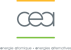 cea
énergie atomique • énergies alternatives